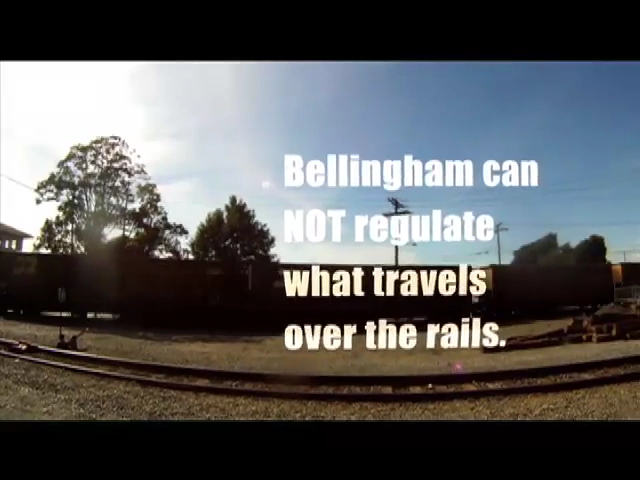 Bellingham can
NOT regulate
what travels
over the rails.